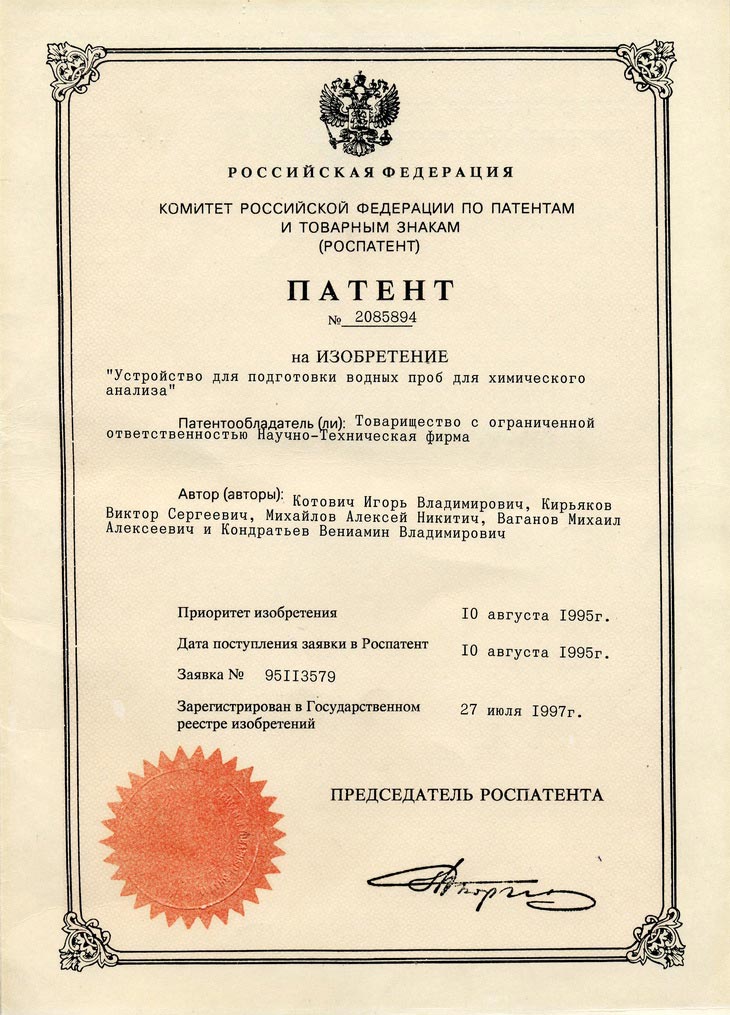 РОССИЙСКАЯ ФЕДЕРАЦИЯ
КОМИТЕТ РОССИЙСКОЙ ФЕДЕРАЦИИ ПО ПАТЕНТАМ
И ТОВАРНЫМ ЗНАКАМ
(РОСПАТЕНТ)
ПАТЕНТ
№ 2085894
на ИЗОБРЕТЕНИЕ
"Устройство для подготовки водных проб для химического
анализа"
Патентообладатель (ли): Товарищество с ограниченной
ответственностью Научно-Техническая фирма
Автор (авторы): Котович Игорь Владимирович, Кирьяков
Виктор Сергеевич, Михайлов Алексей Никитич, Ваганов Михаил
Алексеевич и Кондратьев Вениамин Владимирович
Приоритет изобретения 10 августа 1995г.
Дата поступления заявки в Роспатент 10 августа 1995г.
Заявка № 95113579
Зарегистрирован в Государственном
реестре изобретений 27 июля 1997г.
ПРЕДСЕДАТЕЛЬ РОСПАТЕНТА